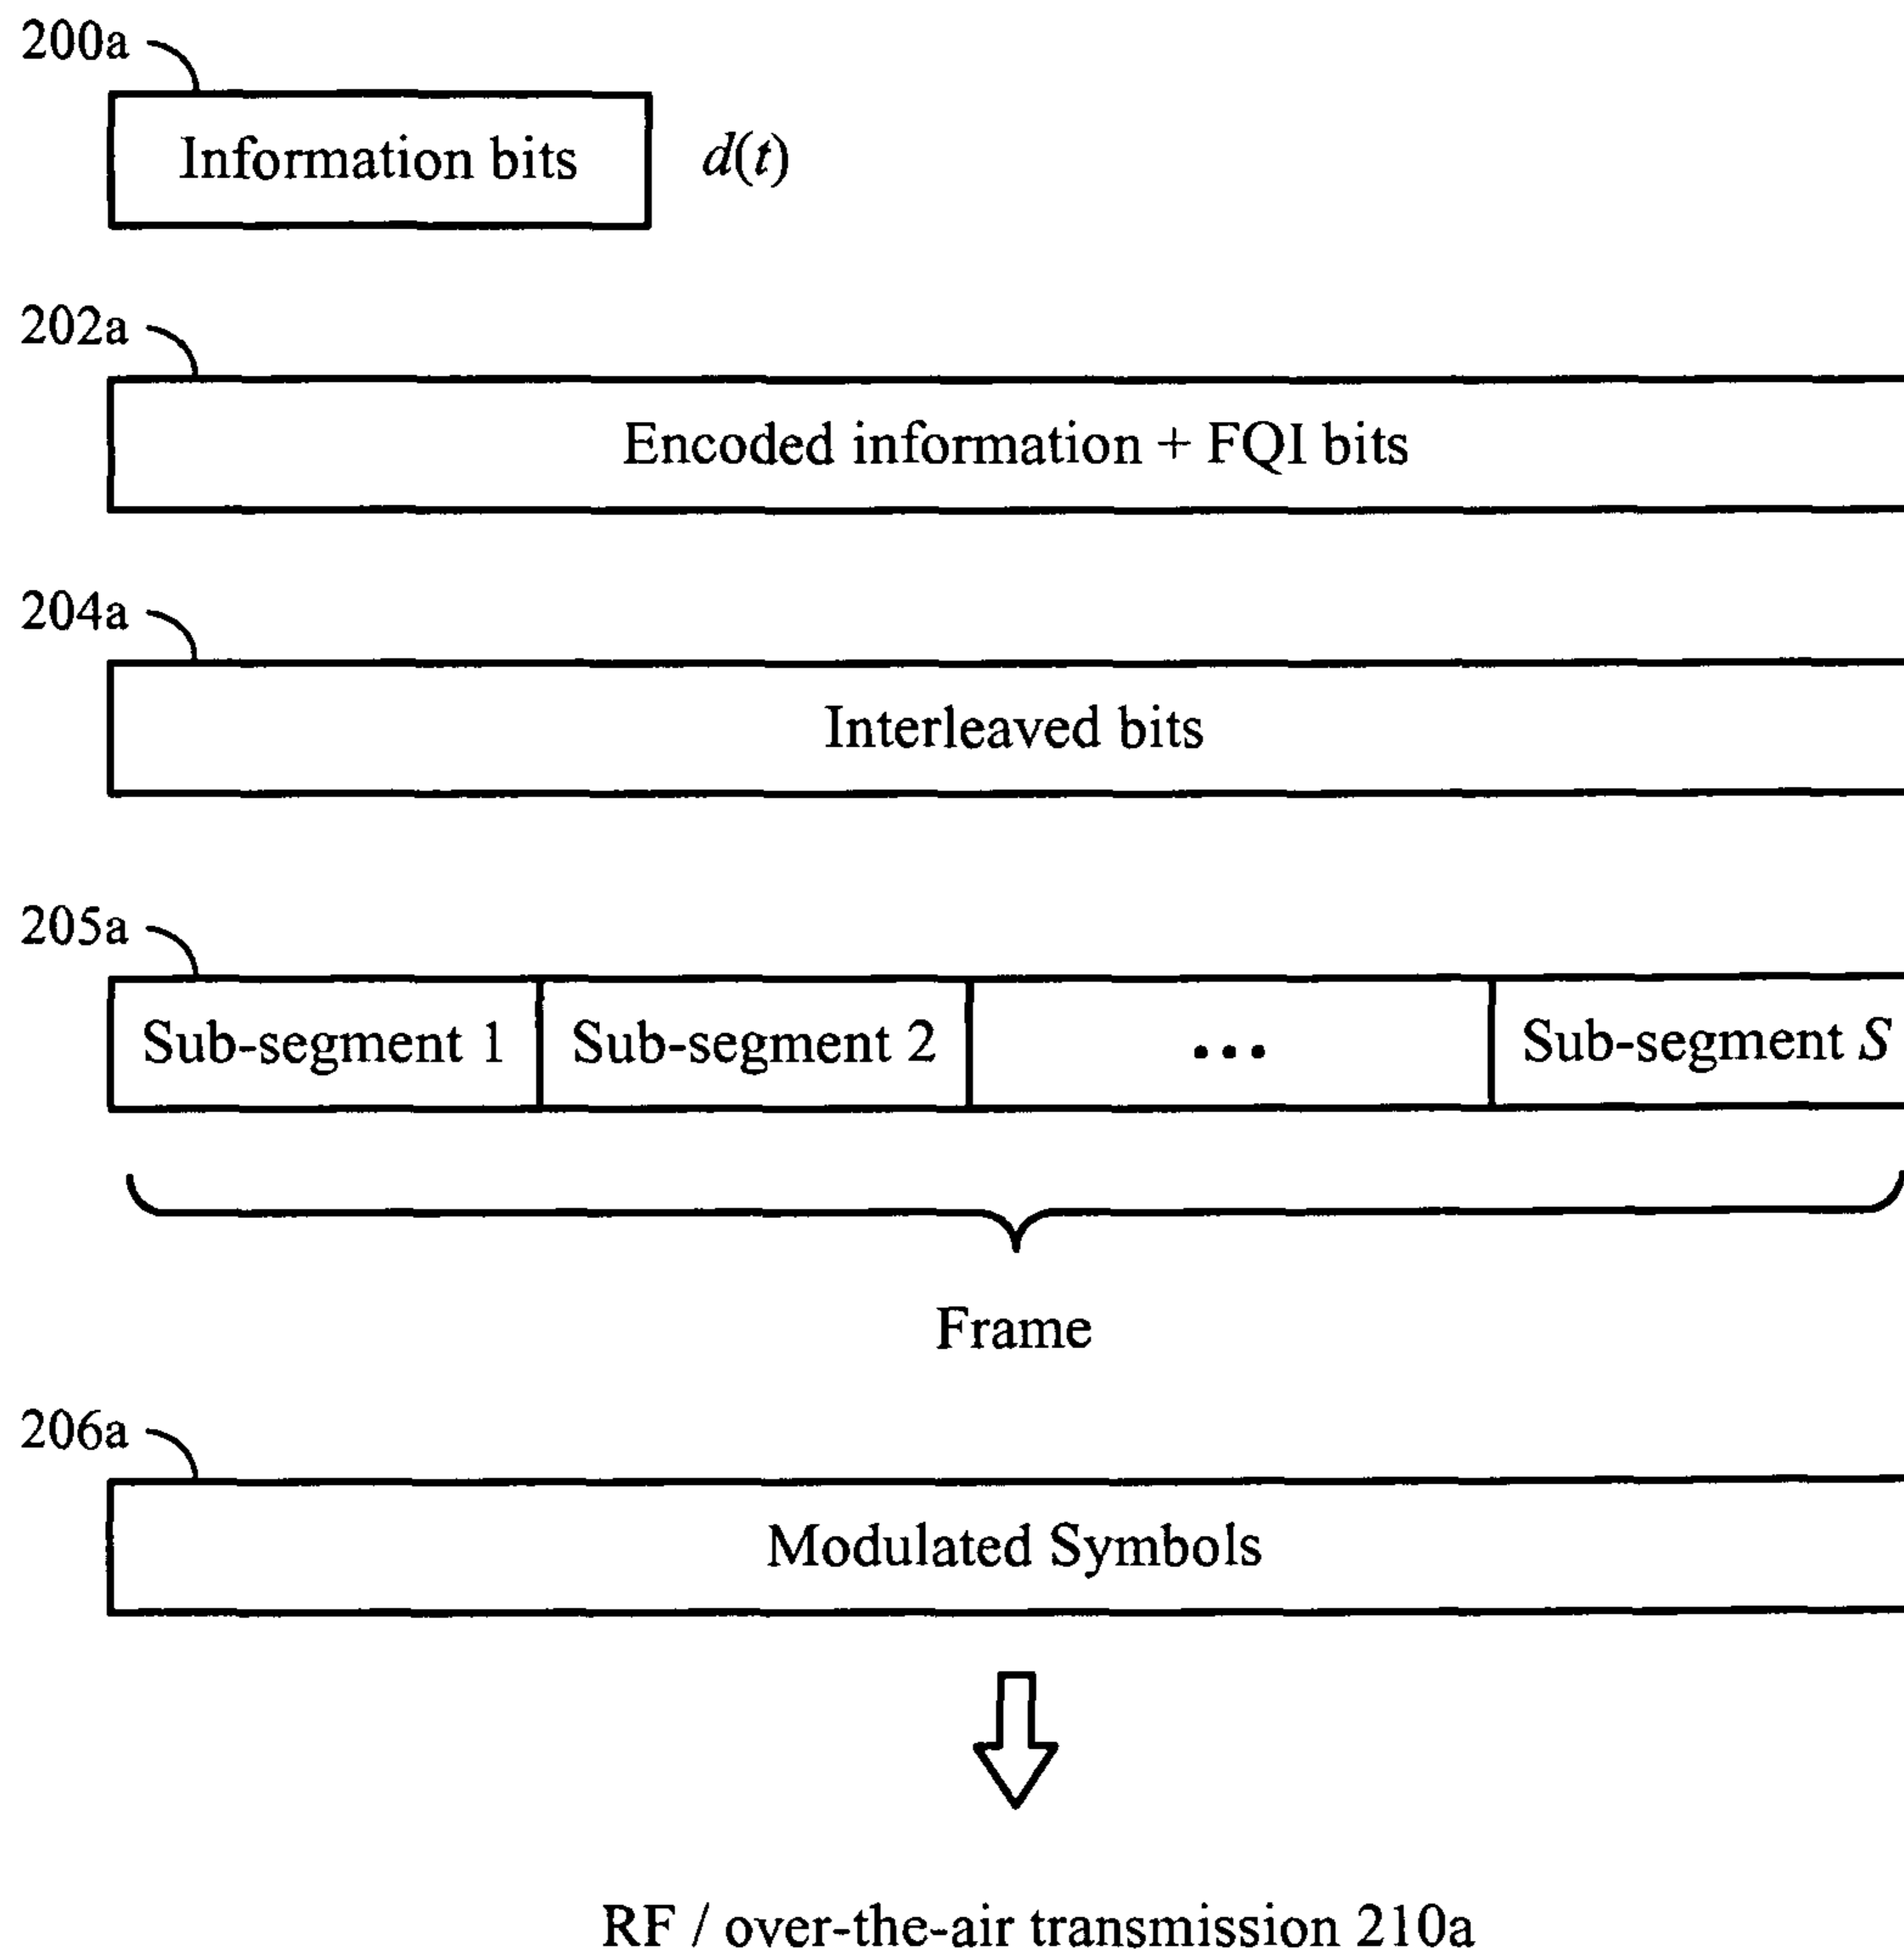 200a
Information bits d(t)
202a
Encoded information + FQI bits
204a
Interleaved bits
205a
Sub-segment 1 Sub-segment 2 ... Sub-segment S
Frame
206a
Modulated Symbols
RF / over-the-air transmission 210a